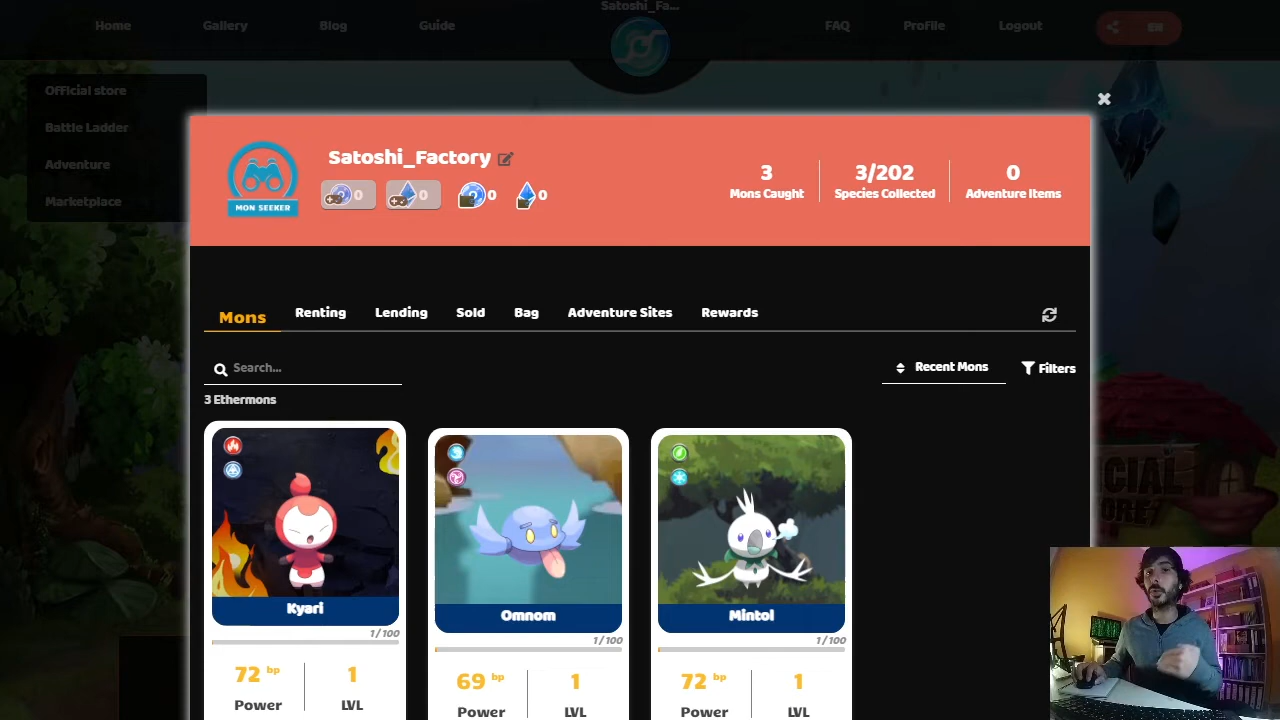 Satoshi_Fa...
Home
Gallery
Blog
Guide
FAQ
Profile
Logout
EN
Official store
Battle Ladder
Adventure
Marketplace
MON SEEKER
Satoshi_Factory
0
0
0
0
3
Mons Caught
3/202
Species Collected
0
Adventure Items
Mons
Renting
Lending
Sold
Bag
Adventure Sites
Rewards
Search...
Recent Mons
Filters
3 Ethermons
Kyari
1/100
72 bp
Power
1
LVL
Omnom
1/100
69 bp
Power
1
LVL
Mintol
1/100
72 bp
Power
1
LVL